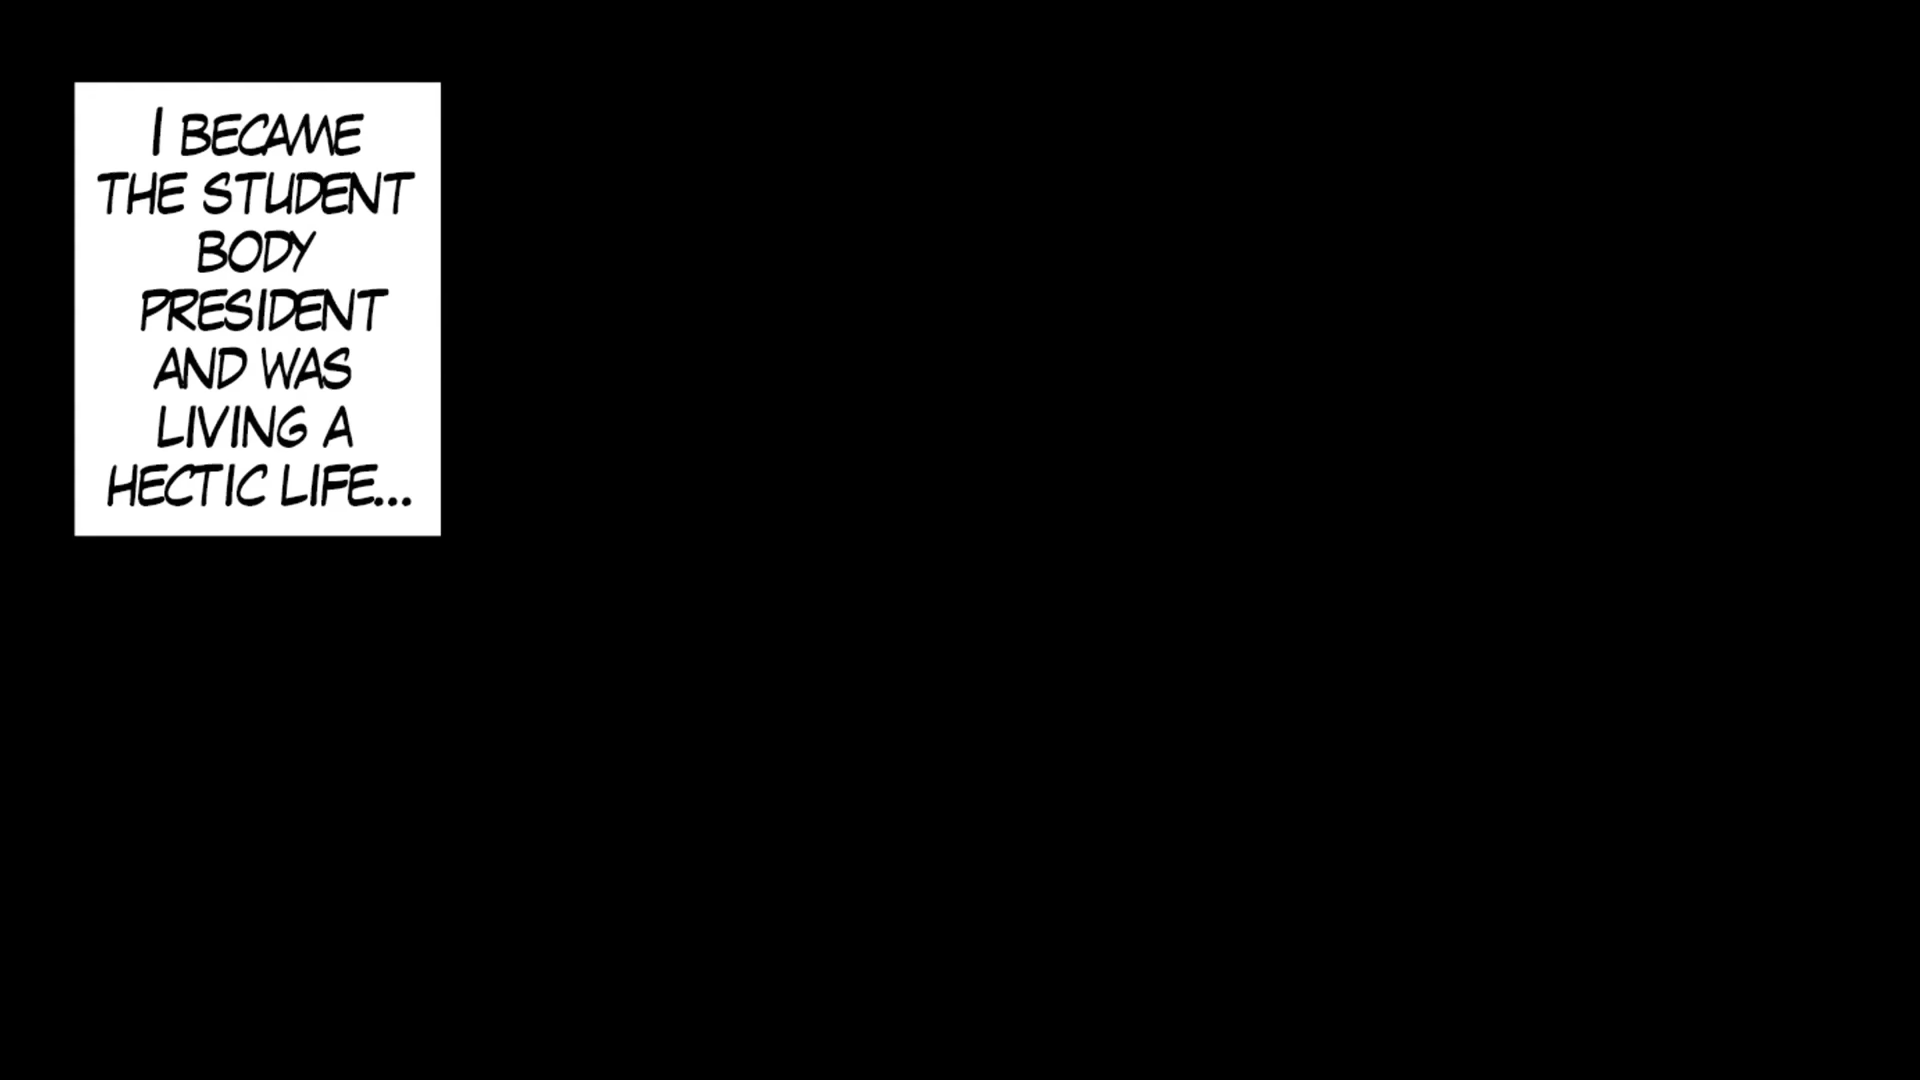 I BECAME
THE STUDENT
BODY
PRESIDENT
AND WAS
LIVING A
HECTIC LIFE...